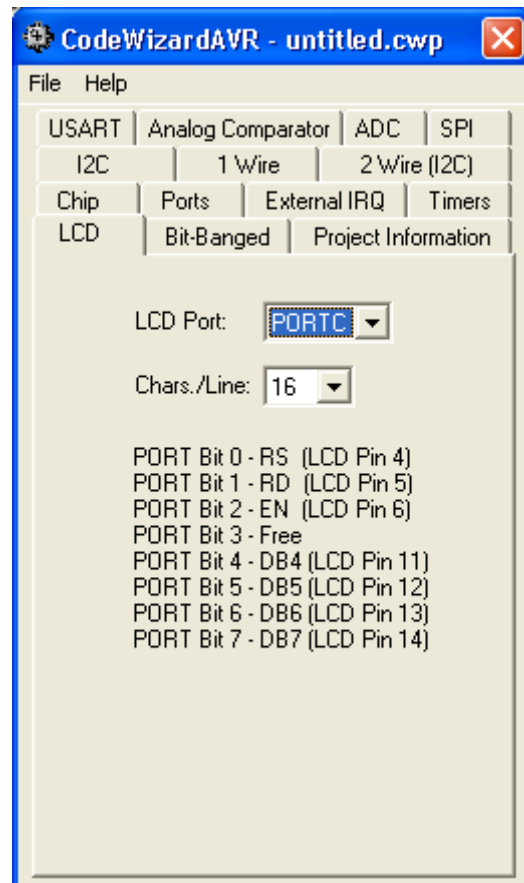 CodeWizardAVR - untitled.cwp
File Help
USART Analog Comparator ADC SPI
I2C 1 Wire 2 Wire (I2C)
Chip Ports External IRQ Timers
LCD Bit-Banged Project Information
LCD Port: PORTC
Chars./Line: 16
PORT Bit 0 - RS (LCD Pin 4)
PORT Bit 1 - RD (LCD Pin 5)
PORT Bit 2 - EN (LCD Pin 6)
PORT Bit 3 - Free
PORT Bit 4 - DB4 (LCD Pin 11)
PORT Bit 5 - DB5 (LCD Pin 12)
PORT Bit 6 - DB6 (LCD Pin 13)
PORT Bit 7 - DB7 (LCD Pin 14)